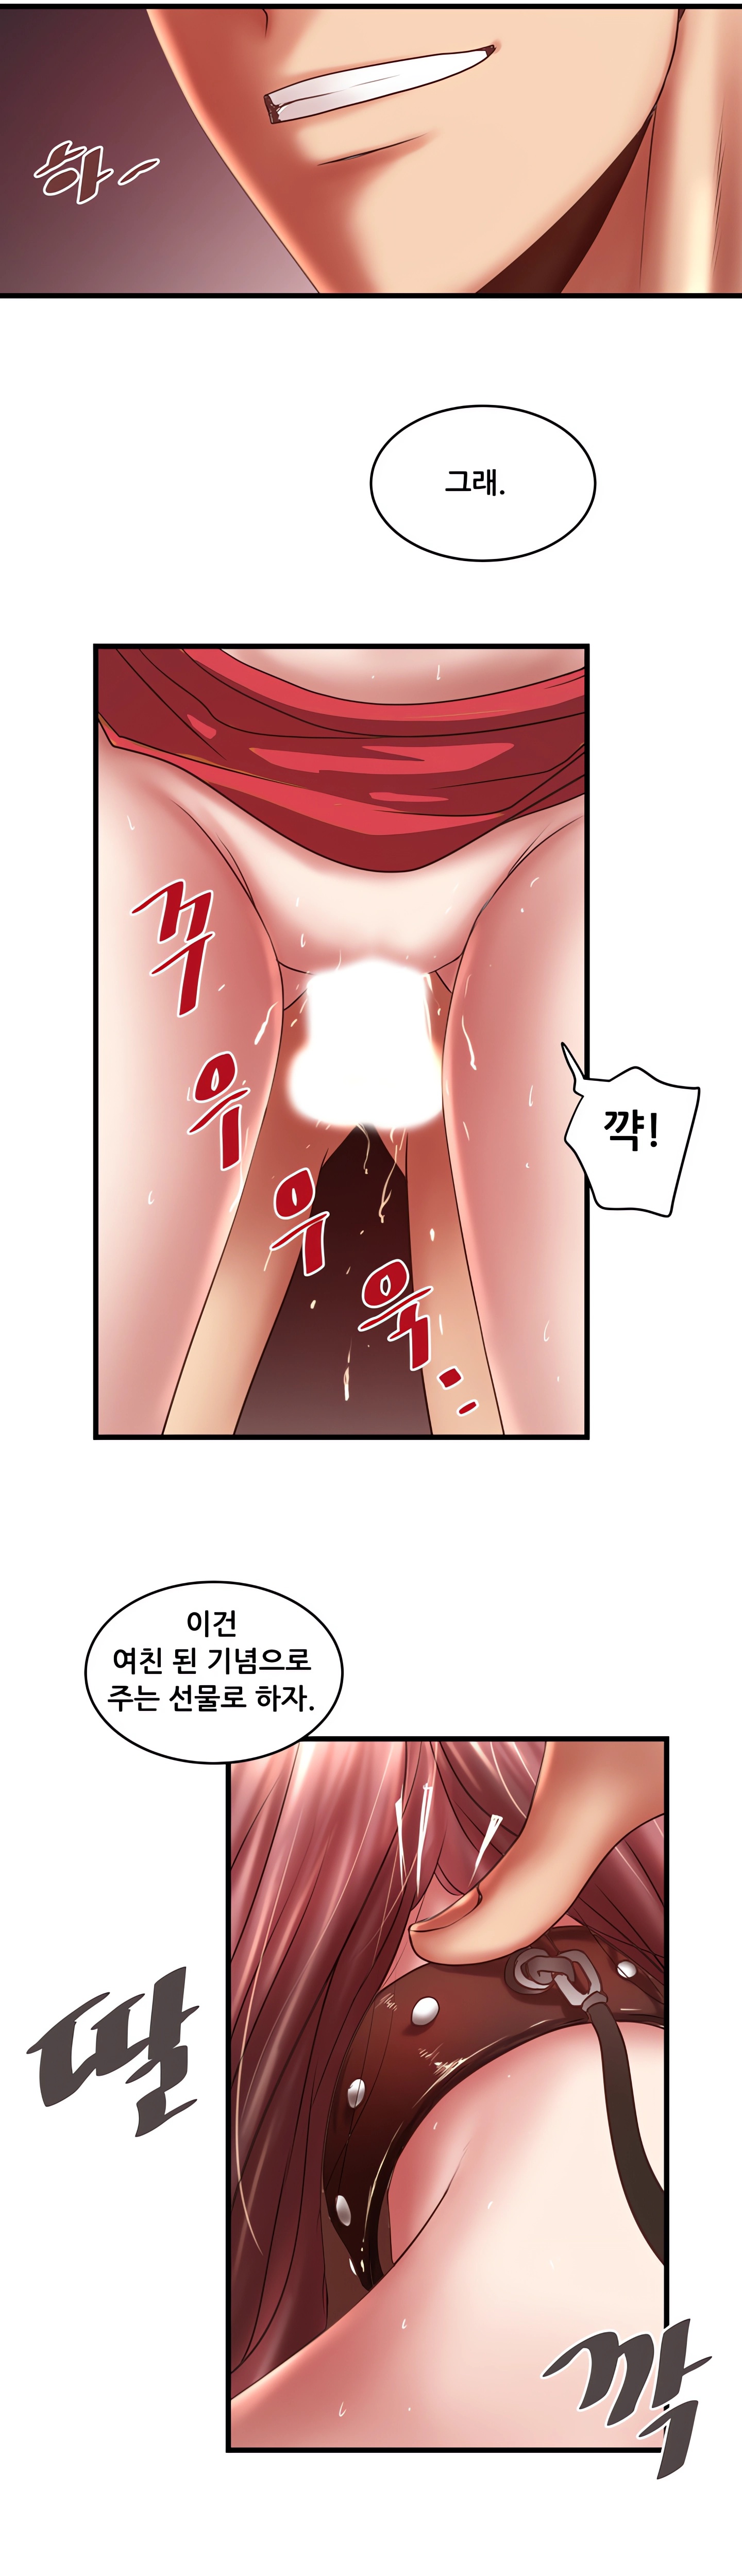 하~
그래.
꾸
우
우
욱..
꺅!
이건
여친 된 기념으로
주는 선물로 하자.
딸
깍